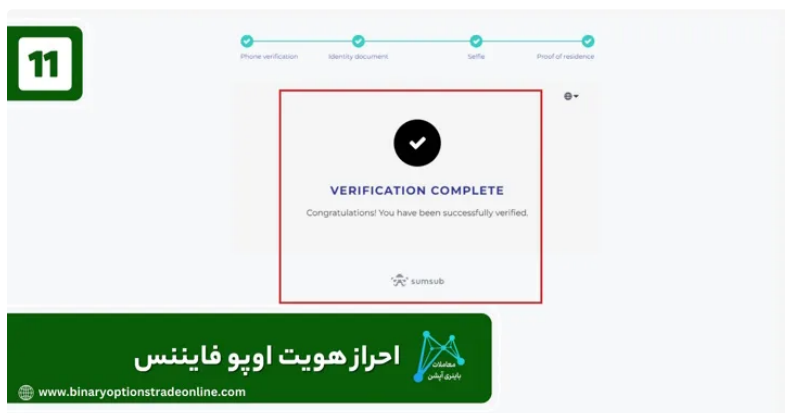 11
Phone verification
Identity document
Selfie
Proof of residence
VERIFICATION COMPLETE
Congratulations! You have been successfully verified.
sumsub
احراز هویت اوپو فایننس
معاملات
باینری آپشن
www.binaryoptionstradeonline.com